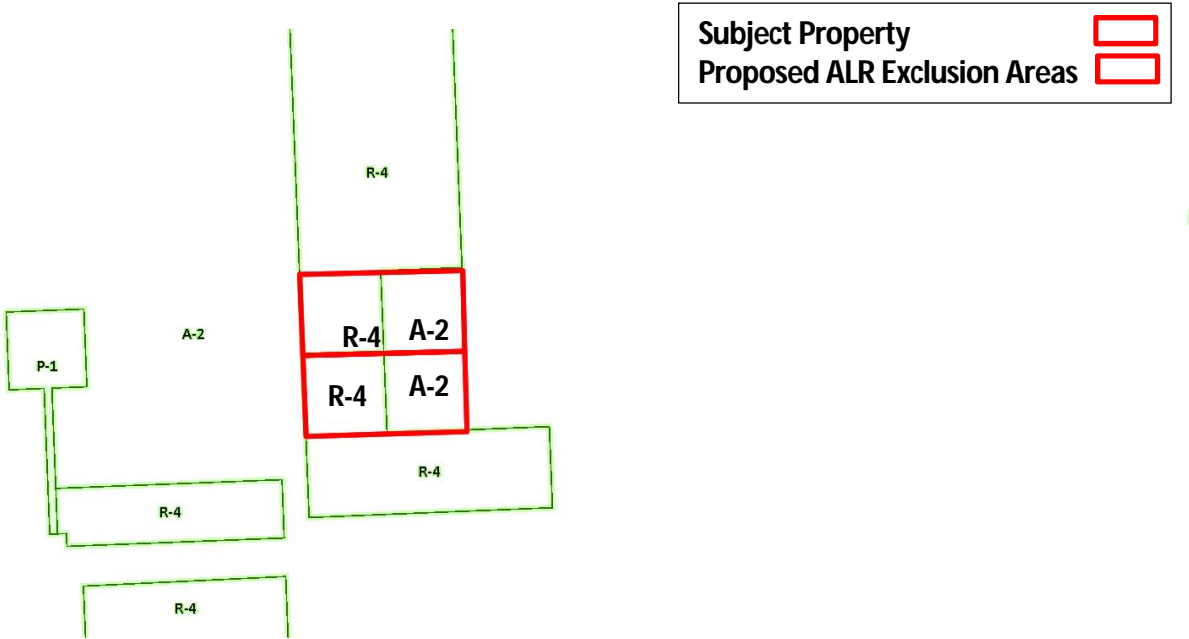 Subject Property
Proposed ALR Exclusion Areas
R-4
A-2
R-4
A-2
P-1
R-4
A-2
R-4
R-4
R-4